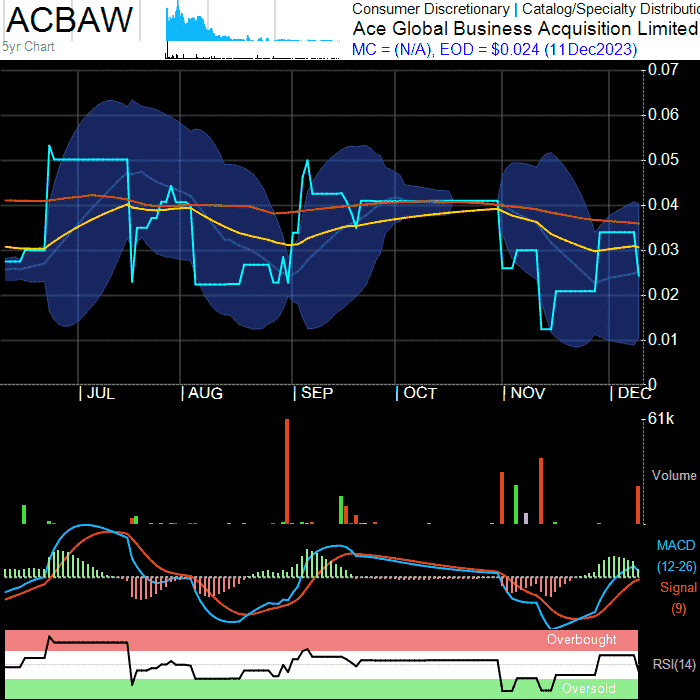 ACBAW
5yr Chart
Consumer Discretionary | Catalog/Specialty Distributio
Ace Global Business Acquisition Limited
MC = (N/A), EOD = $0.024 (11Dec2023)
0.07
0.06
0.05
0.04
0.03
0.02
0.01
0
| JUL | AUG | SEP | OCT | NOV | DEC
61k
Volume
MACD
(12-26)
Signal
(9)
Overbought
RSI(14)
Oversold